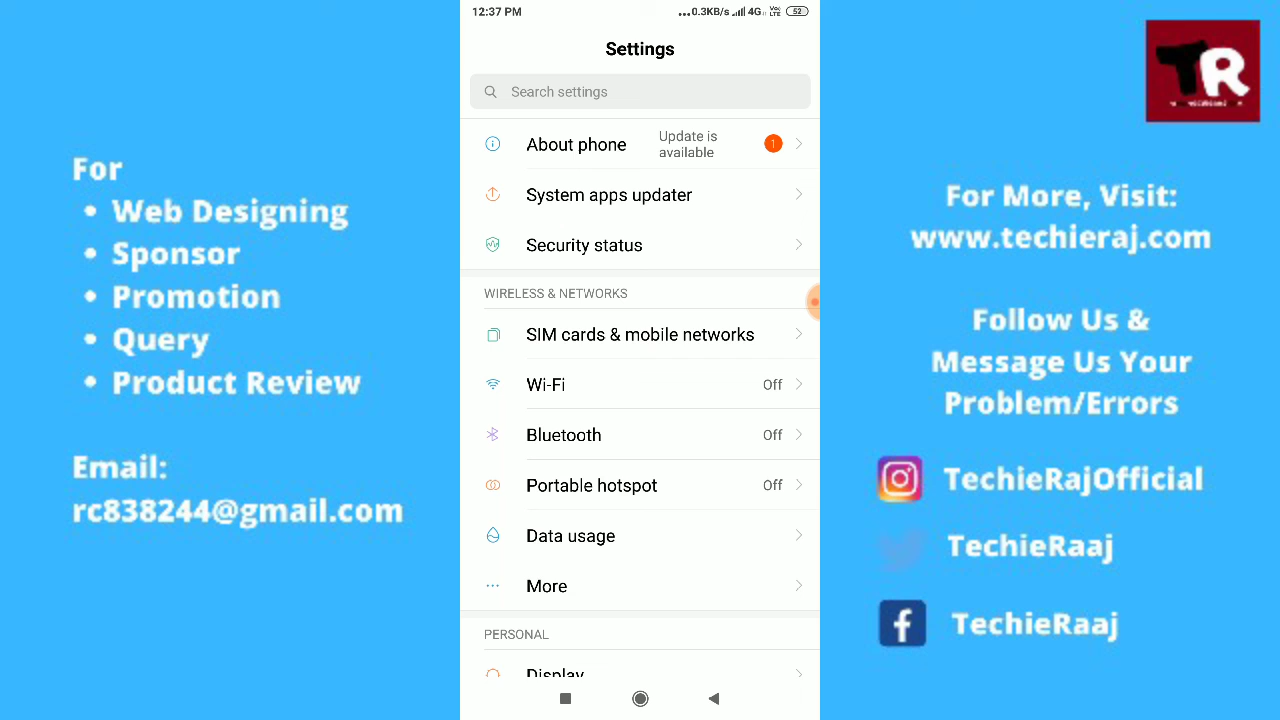 For
• Web Designing
• Sponsor
• Promotion
• Query
• Product Review
Email:
rc838244@gmail.com
12:37 PM
...0.3KB/s 4G Vo LTE 52
Settings
Search settings
About phone
Update is
available
1
System apps updater
Security status
WIRELESS & NETWORKS
SIM cards & mobile networks
Wi-Fi Off
Bluetooth Off
Portable hotspot Off
Data usage
More
PERSONAL
Display
TR
For More, Visit:
www.techieraj.com
Follow Us &
Message Us Your
Problem/Errors
TechieRajOfficial
TechieRaaj
TechieRaaj